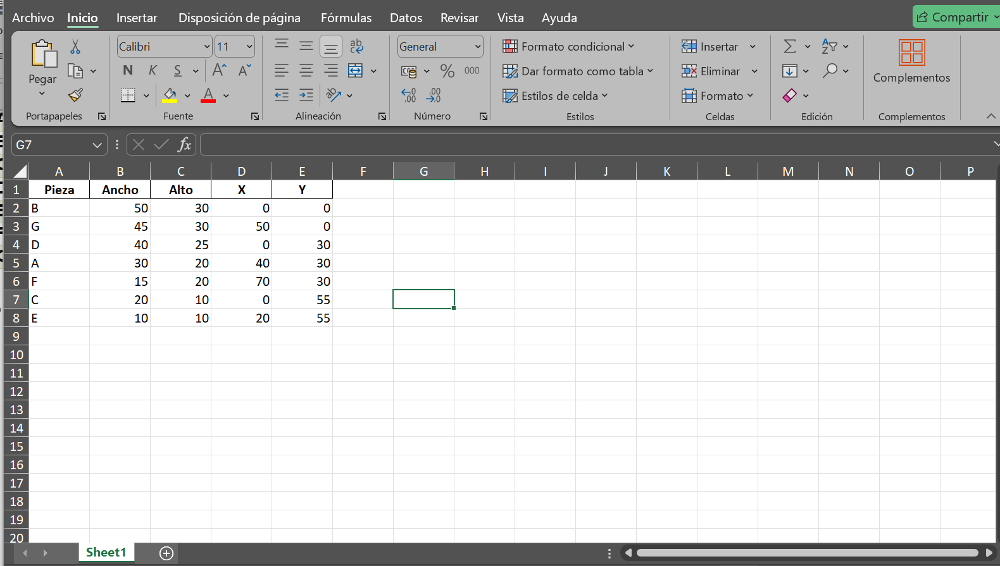 Archivo Inicio Insertar Disposición de página Fórmulas Datos Revisar Vista Ayuda Compartir
Pegar
Portapapeles
Calibri 11
N K S A A
A
Fuente
ab
Alineación
General
% 000
Número
Formato condicional
Dar formato como tabla
Estilos de celda
Estilos
Insertar
Eliminar
Formato
Celdas
Edición
Complementos
Complementos
G7 fx
A B C D E F G H I J K L M N O P
1 Pieza Ancho Alto X Y
2 B 50 30 0 0
3 G 45 30 50 0
4 D 40 25 0 30
5 A 30 20 40 30
6 F 15 20 70 30
7 C 20 10 0 55
8 E 10 10 20 55
9
10
11
12
13
14
15
16
17
18
19
20
Sheet1